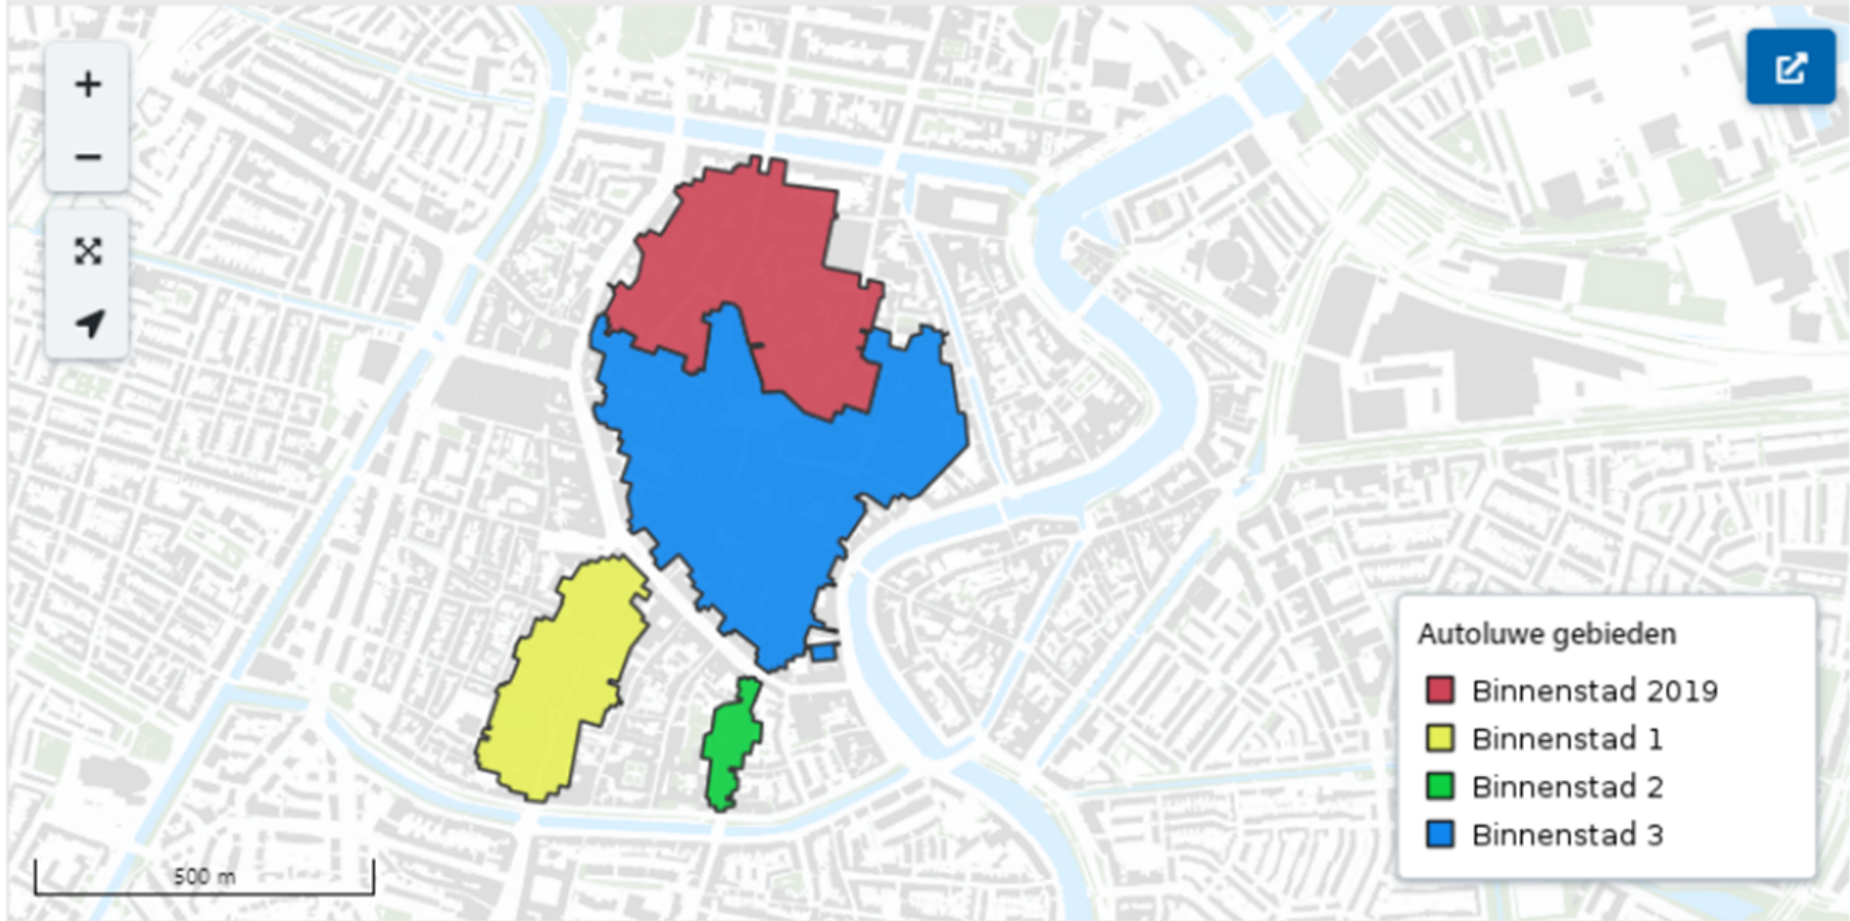 +
−
Autoluwe gebieden
Binnenstad 2019
Binnenstad 1
Binnenstad 2
Binnenstad 3
500 m